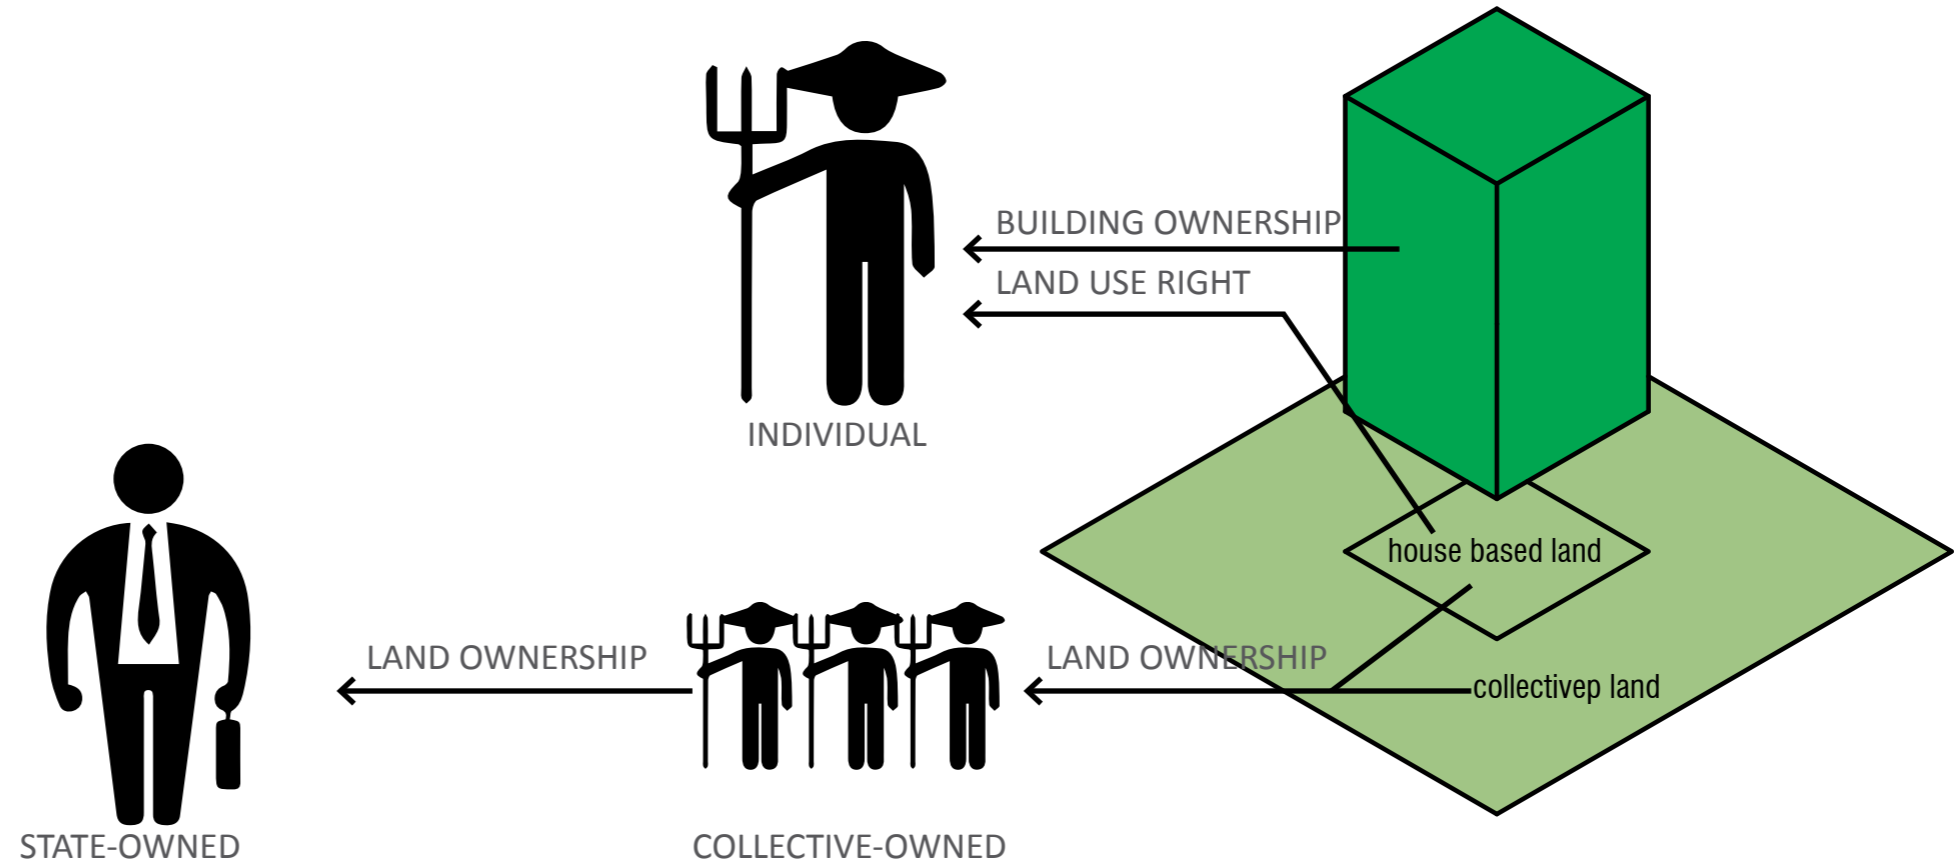 BUILDING OWNERSHIP
LAND USE RIGHT
INDIVIDUAL
house based land
LAND OWNERSHIP
LAND OWNERSHIP
collectivep land
STATE-OWNED
COLLECTIVE-OWNED